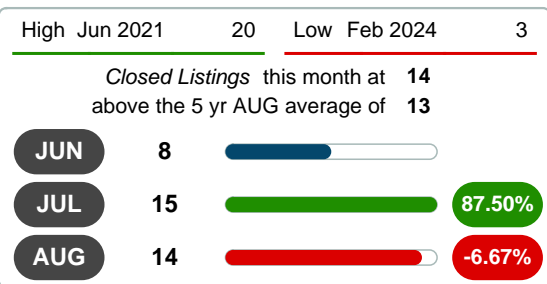 High Jun 2021 20 Low Feb 2024 3
Closed Listings this month at 14
above the 5 yr AUG average of 13
JUN 8
JUL 15 87.50%
AUG 14 -6.67%